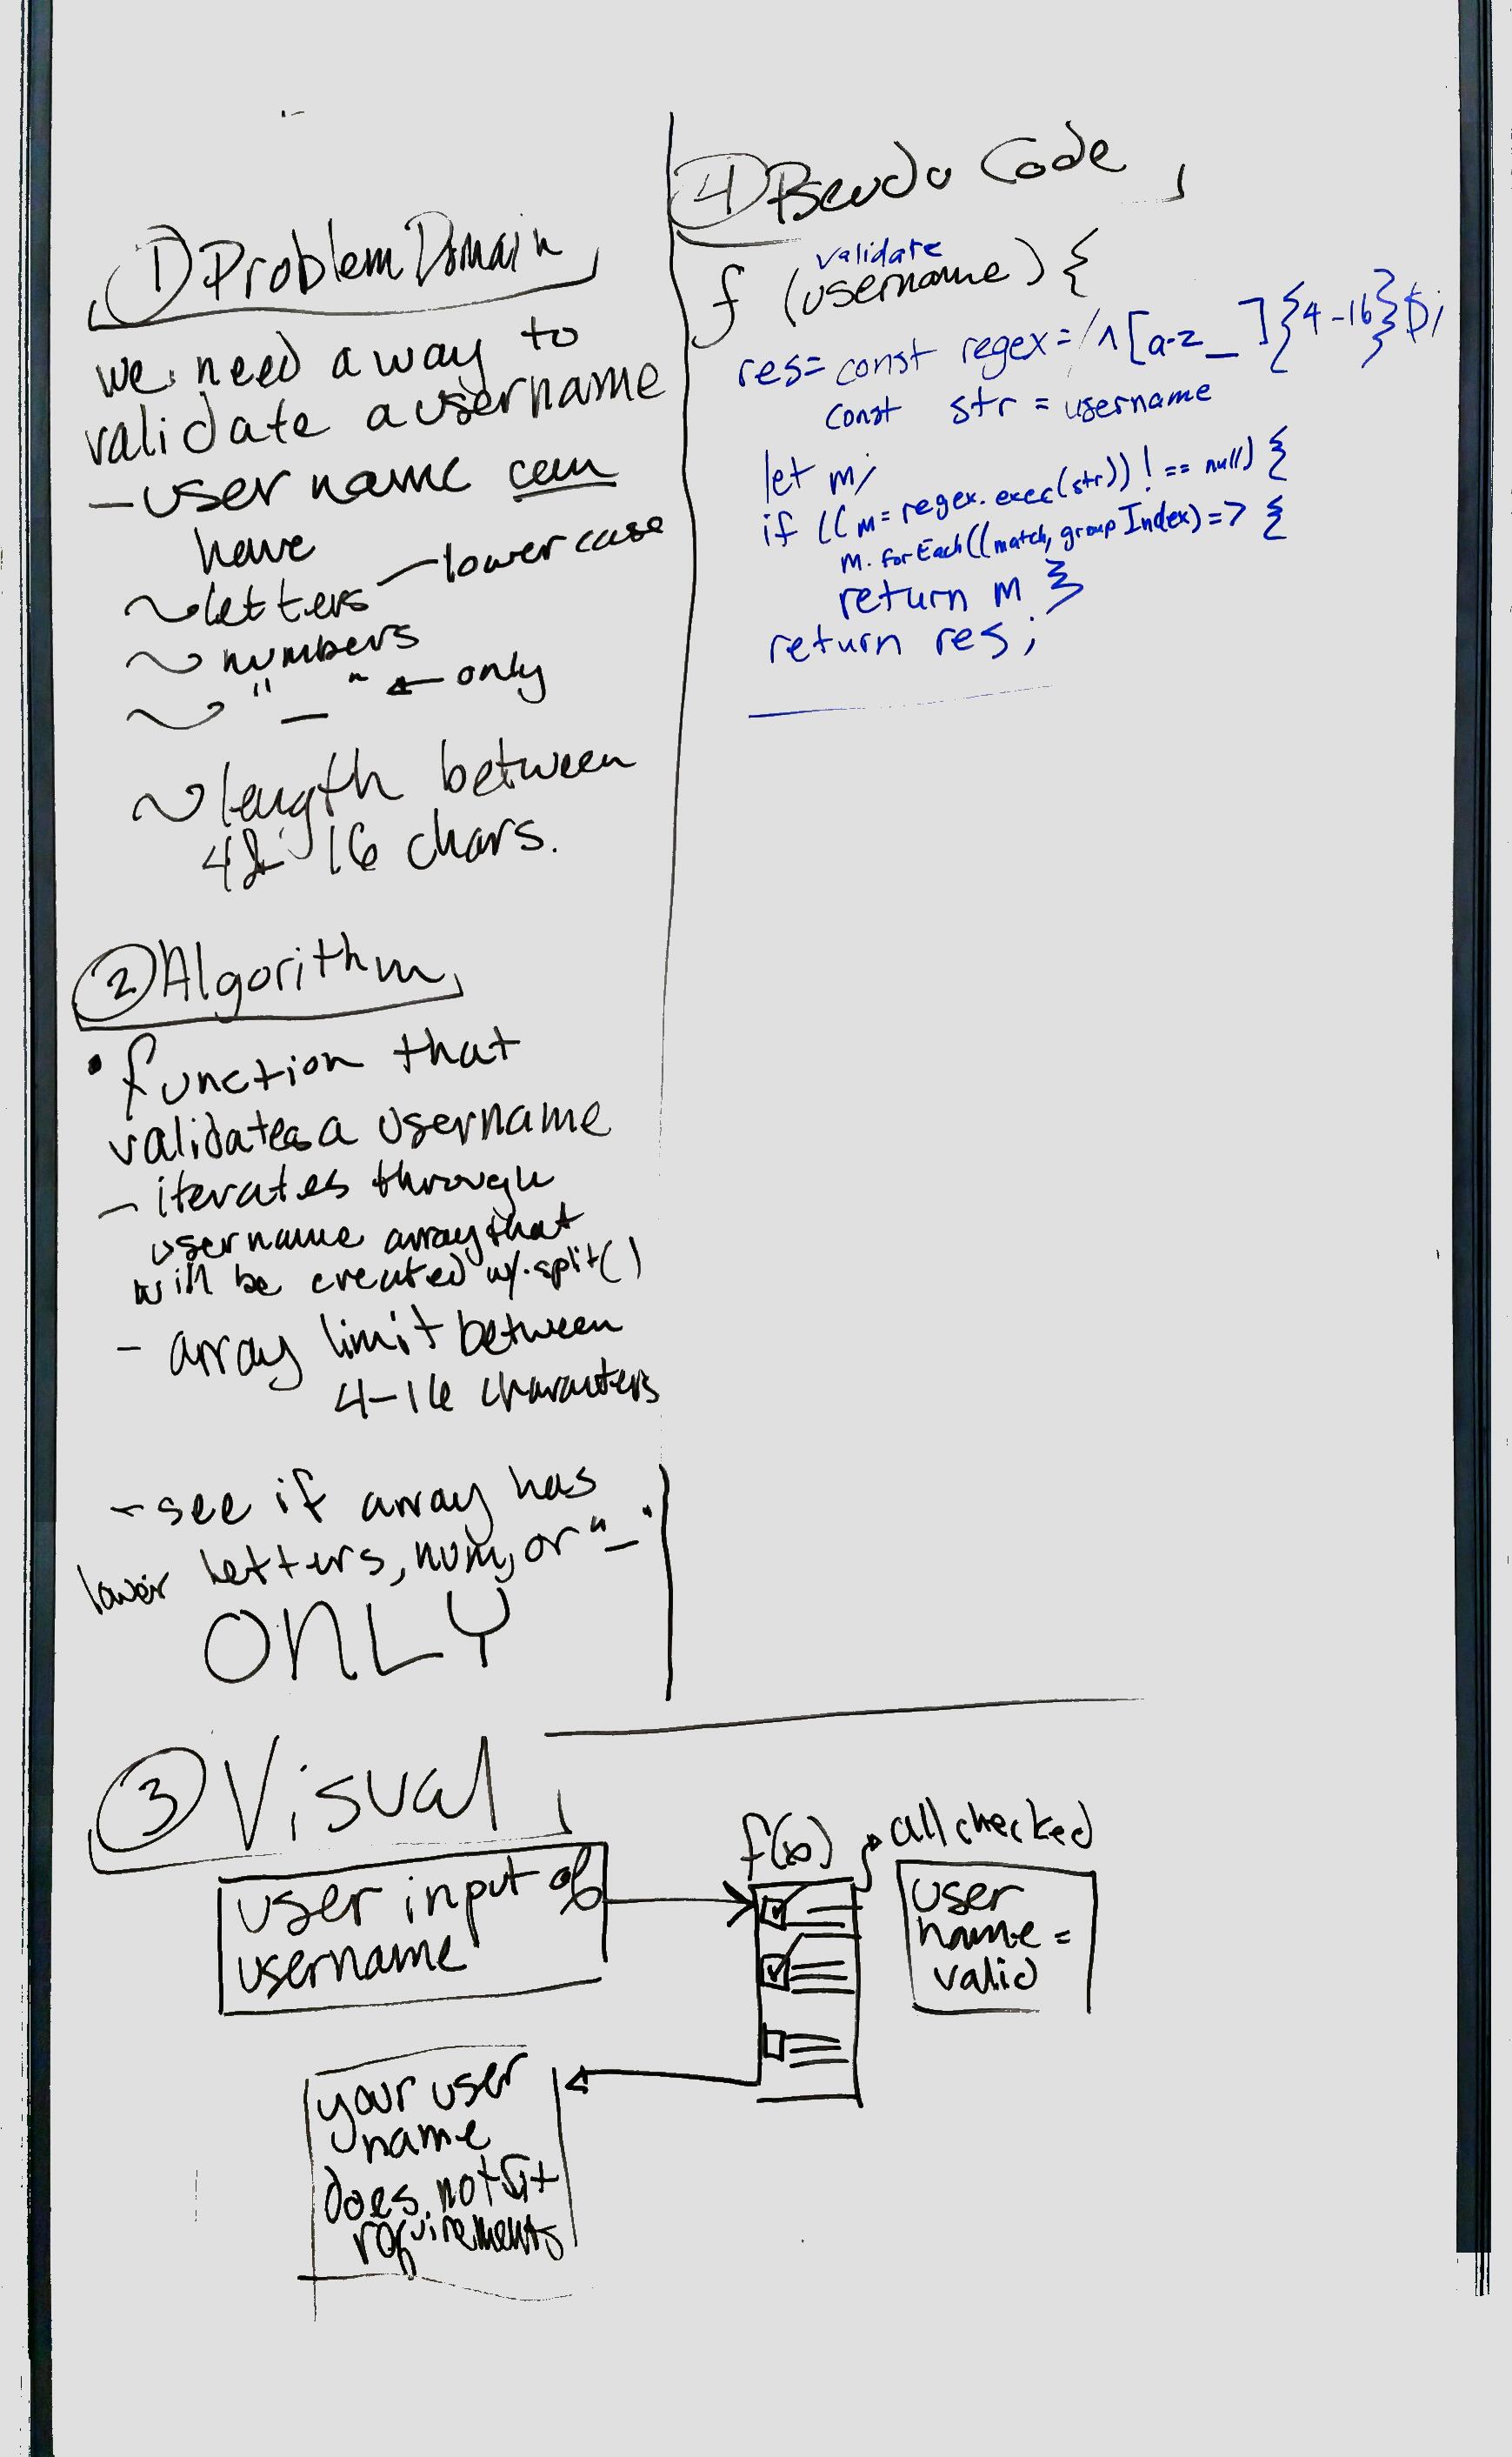 ① Problem Domain
we need a way to
validate a username
- user name can
have
~ letters - lower case
~ numbers
~ "_" ← only
~ length between
4 & 16 chars.
② Algorithm
• function that
validates a username
- iterates through
username array that
will be created w/ .split()
- array limit between
4-16 characters
- see if array has
lower letters, num, or "_"
ONLY
③ Visual
user input of
username
f(x)
all checked
user
name =
valid
your user
name
does not fit
requirements
④ Pseudo Code
validate
f (username) {
res= const regex = /^[a-z_]{4-16}$;
const str = username
let m;
if ((m = regex.exec(str)) ! == null) {
m.forEach((match, groupIndex) => {
return m }
return res;